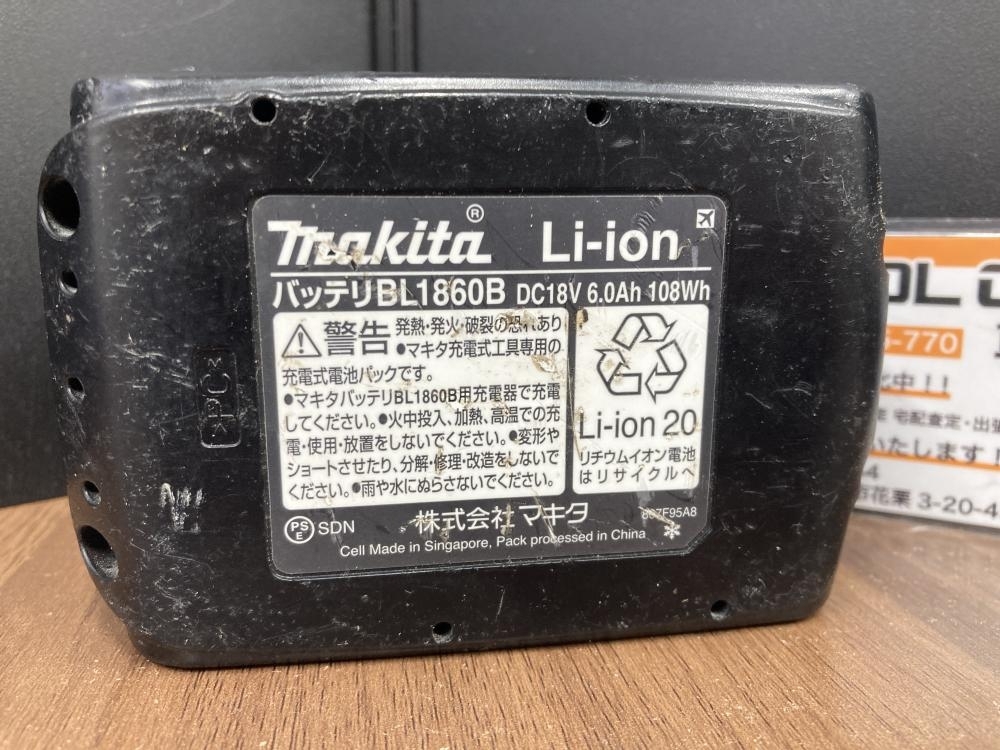 Makita® Li-ion
バッテリBL1860B DC18V 6.0Ah 108Wh
警告 発熱・発火・破裂の恐れあり
●マキタ充電式工具専用の
充電式電池パックです。
●マキタバッテリBL1860B用充電器で充電
してください。●火中投入、加熱、高温での充
電・使用・放置をしないでください。●変形や
ショートさせたり、分解・修理・改造をしないで
ください。●雨や水にぬらさないでください。
Li-ion 20
リチウムイオン電池
はリサイクルへ
PS
E
SDN
株式会社マキタ
807F95A8
Cell Made in Singapore, Pack processed in China
>PC<
OL
-770
中!!
宅配査定・出張
いたします!
4
市花栗 3-20-4